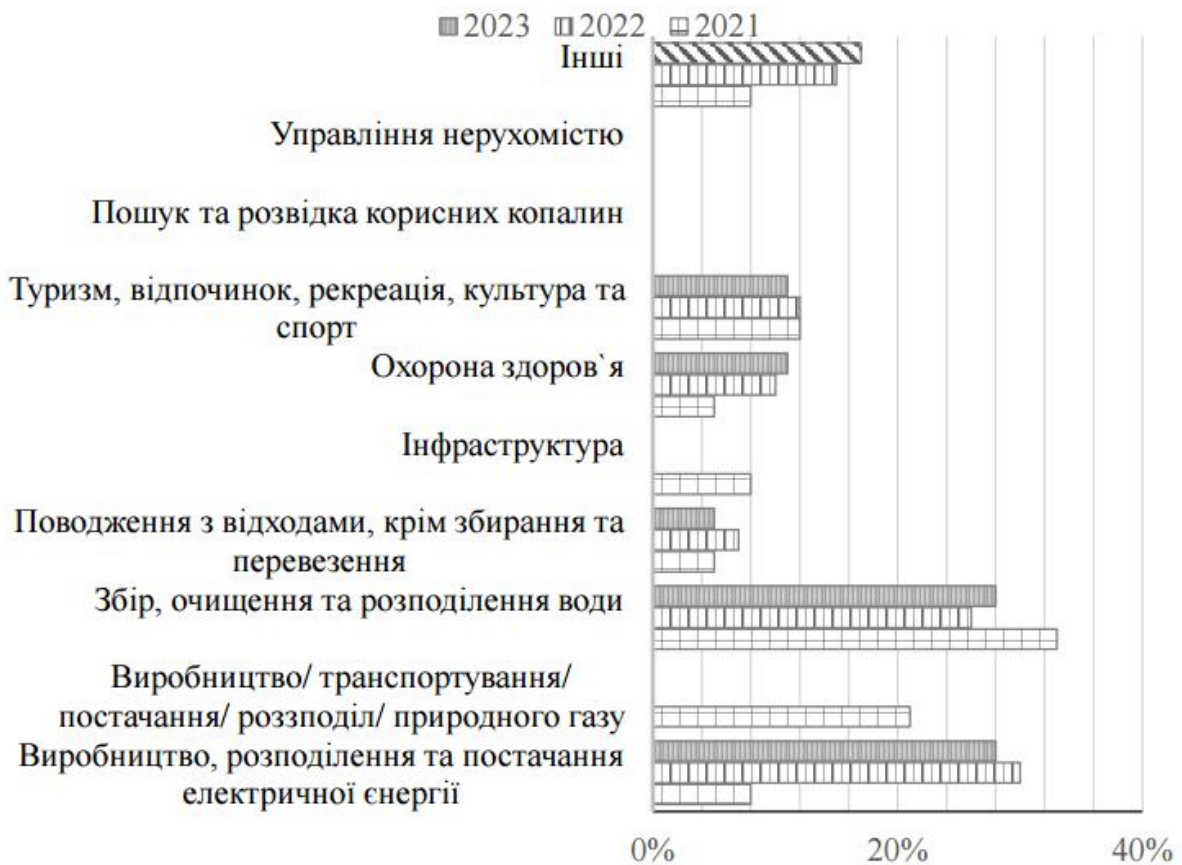 2023 2022 2021
Інші
Управління нерухомістю
Пошук та розвідка корисних копалин
Туризм, відпочинок, рекреація, культура та
спорт
Охорона здоров`я
Інфраструктура
Поводження з відходами, крім збирання та
перевезення
Збір, очищення та розподілення води
Виробництво/ транспортування/
постачання/ роззподіл/ природного газу
Виробництво, розподілення та постачання
електричної єнергії
0% 20% 40%